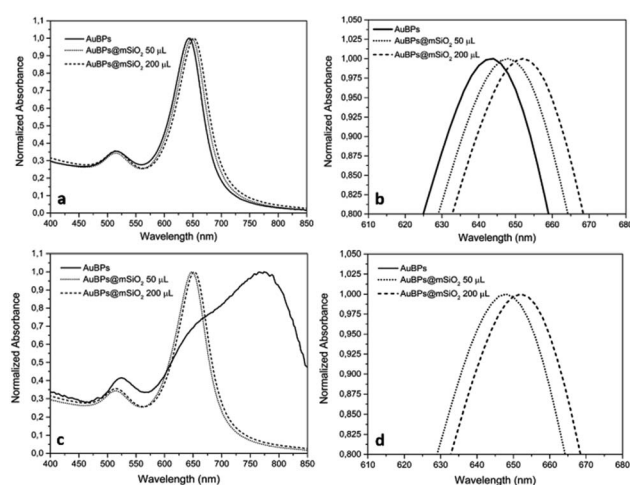 AuBPs
AuBPs@mSiO₂ 50 µL
AuBPs@mSiO₂ 200 µL
1,0
0,9
0,8
0,7
0,6
0,5
0,4
0,3
0,2
0,1
0,0
Normalized Absorbance
a
400 450 500 550 600 650 700 750 800 850
Wavelength (nm)
AuBPs
AuBPs@mSiO₂ 50 µL
AuBPs@mSiO₂ 200 µL
1,025
1,000
0,975
0,950
0,925
0,900
0,875
0,850
0,825
0,800
Normalized Absorbance
b
610 620 630 640 650 660 670 680
Wavelength (nm)
AuBPs
AuBPs@mSiO₂ 50 µL
AuBPs@mSiO₂ 200 µL
1,1
1,0
0,9
0,8
0,7
0,6
0,5
0,4
0,3
0,2
0,1
0,0
Normalized Absorbance
c
400 450 500 550 600 650 700 750 800 850
Wavelength (nm)
AuBPs
AuBPs@mSiO₂ 50 µL
AuBPs@mSiO₂ 200 µL
1,025
1,000
0,975
0,950
0,925
0,900
0,875
0,850
0,825
0,800
Normalized Absorbance
d
610 620 630 640 650 660 670 680
Wavelength (nm)